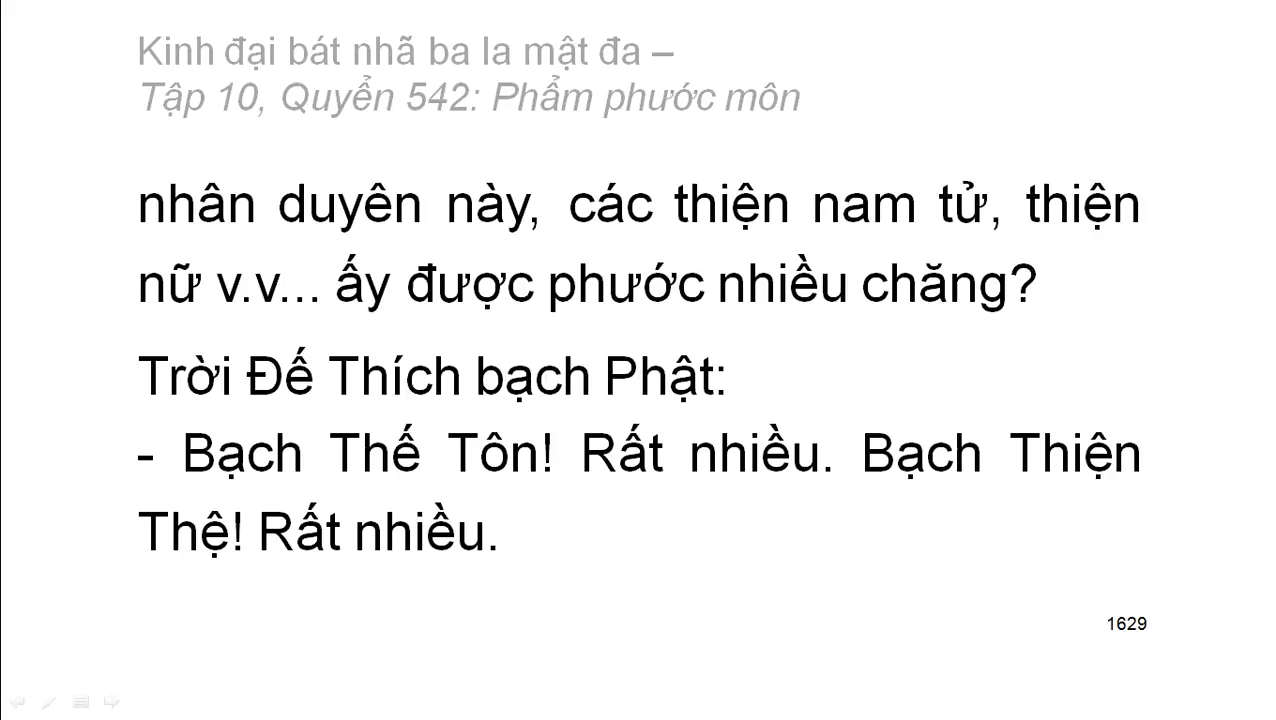 Kinh đại bát nhã ba la mật đa –
Tập 10, Quyển 542: Phẩm phước môn
nhân duyên này, các thiện nam tử, thiện
nữ v.v... ấy được phước nhiều chăng?
Trời Đế Thích bạch Phật:
- Bạch Thế Tôn! Rất nhiều. Bạch Thiện
Thệ! Rất nhiều.
1629